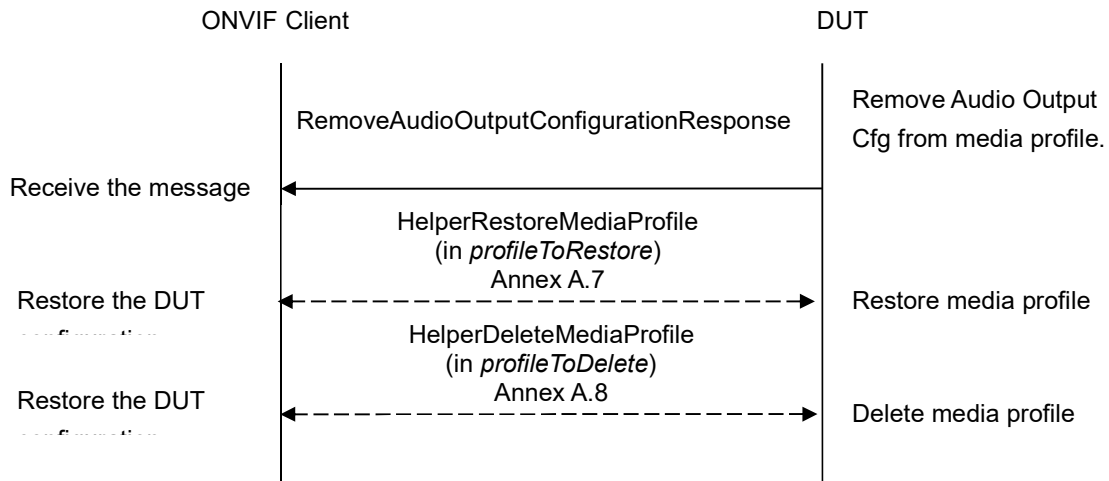 ONVIF Client
DUT
Remove Audio Output
Cfg from media profile.
RemoveAudioOutputConfigurationResponse
Receive the message
HelperRestoreMediaProfile
(in profileToRestore)
Annex A.7
Restore the DUT
Restore media profile
HelperDeleteMediaProfile
(in profileToDelete)
Annex A.8
Restore the DUT
Delete media profile